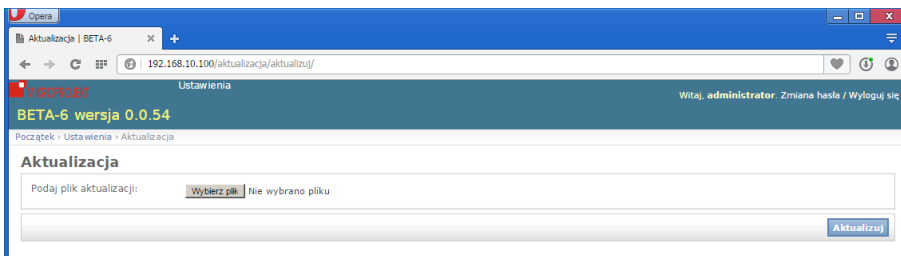 Opera
Aktualizacja | BETA-6
192.168.10.100/aktualizacja/aktualizuj/
Ustawienia
Witaj, administrator. Zmiana hasła / Wyloguj się
BETA-6 wersja 0.0.54
Początek › Ustawienia › Aktualizacja
Aktualizacja
Podaj plik aktualizacji: Wybierz plik Nie wybrano pliku
Aktualizuj